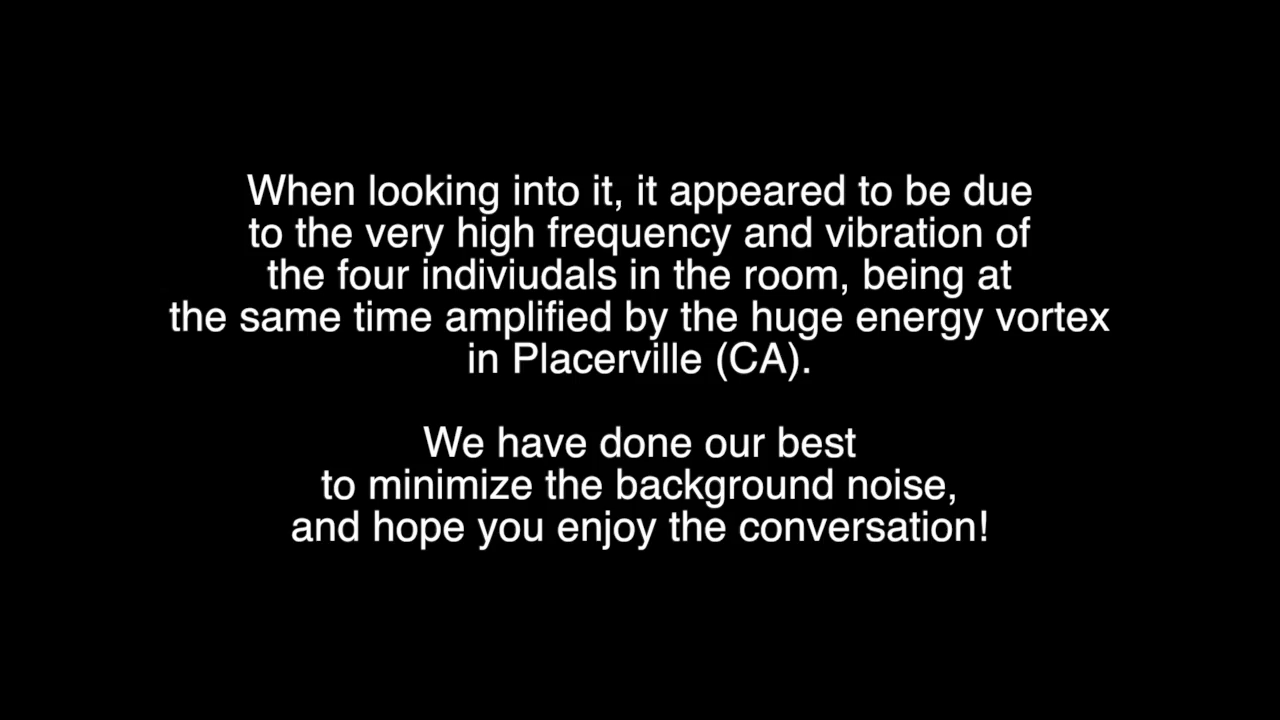 When looking into it, it appeared to be due
to the very high frequency and vibration of
the four indiviudals in the room, being at
the same time amplified by the huge energy vortex
in Placerville (CA).
We have done our best
to minimize the background noise,
and hope you enjoy the conversation!